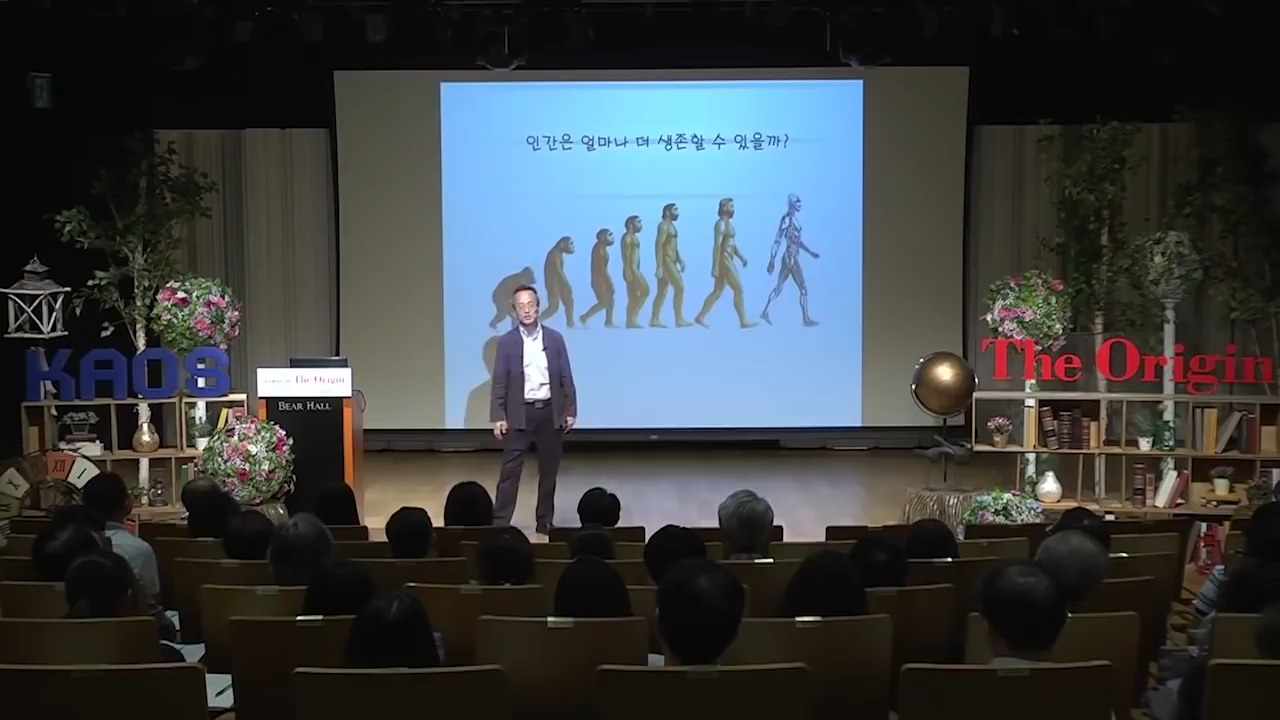 인간은 얼마나 더 생존할 수 있을까?
KAOS
The Origin
The Origin
BEAR HALL
XII
I
X